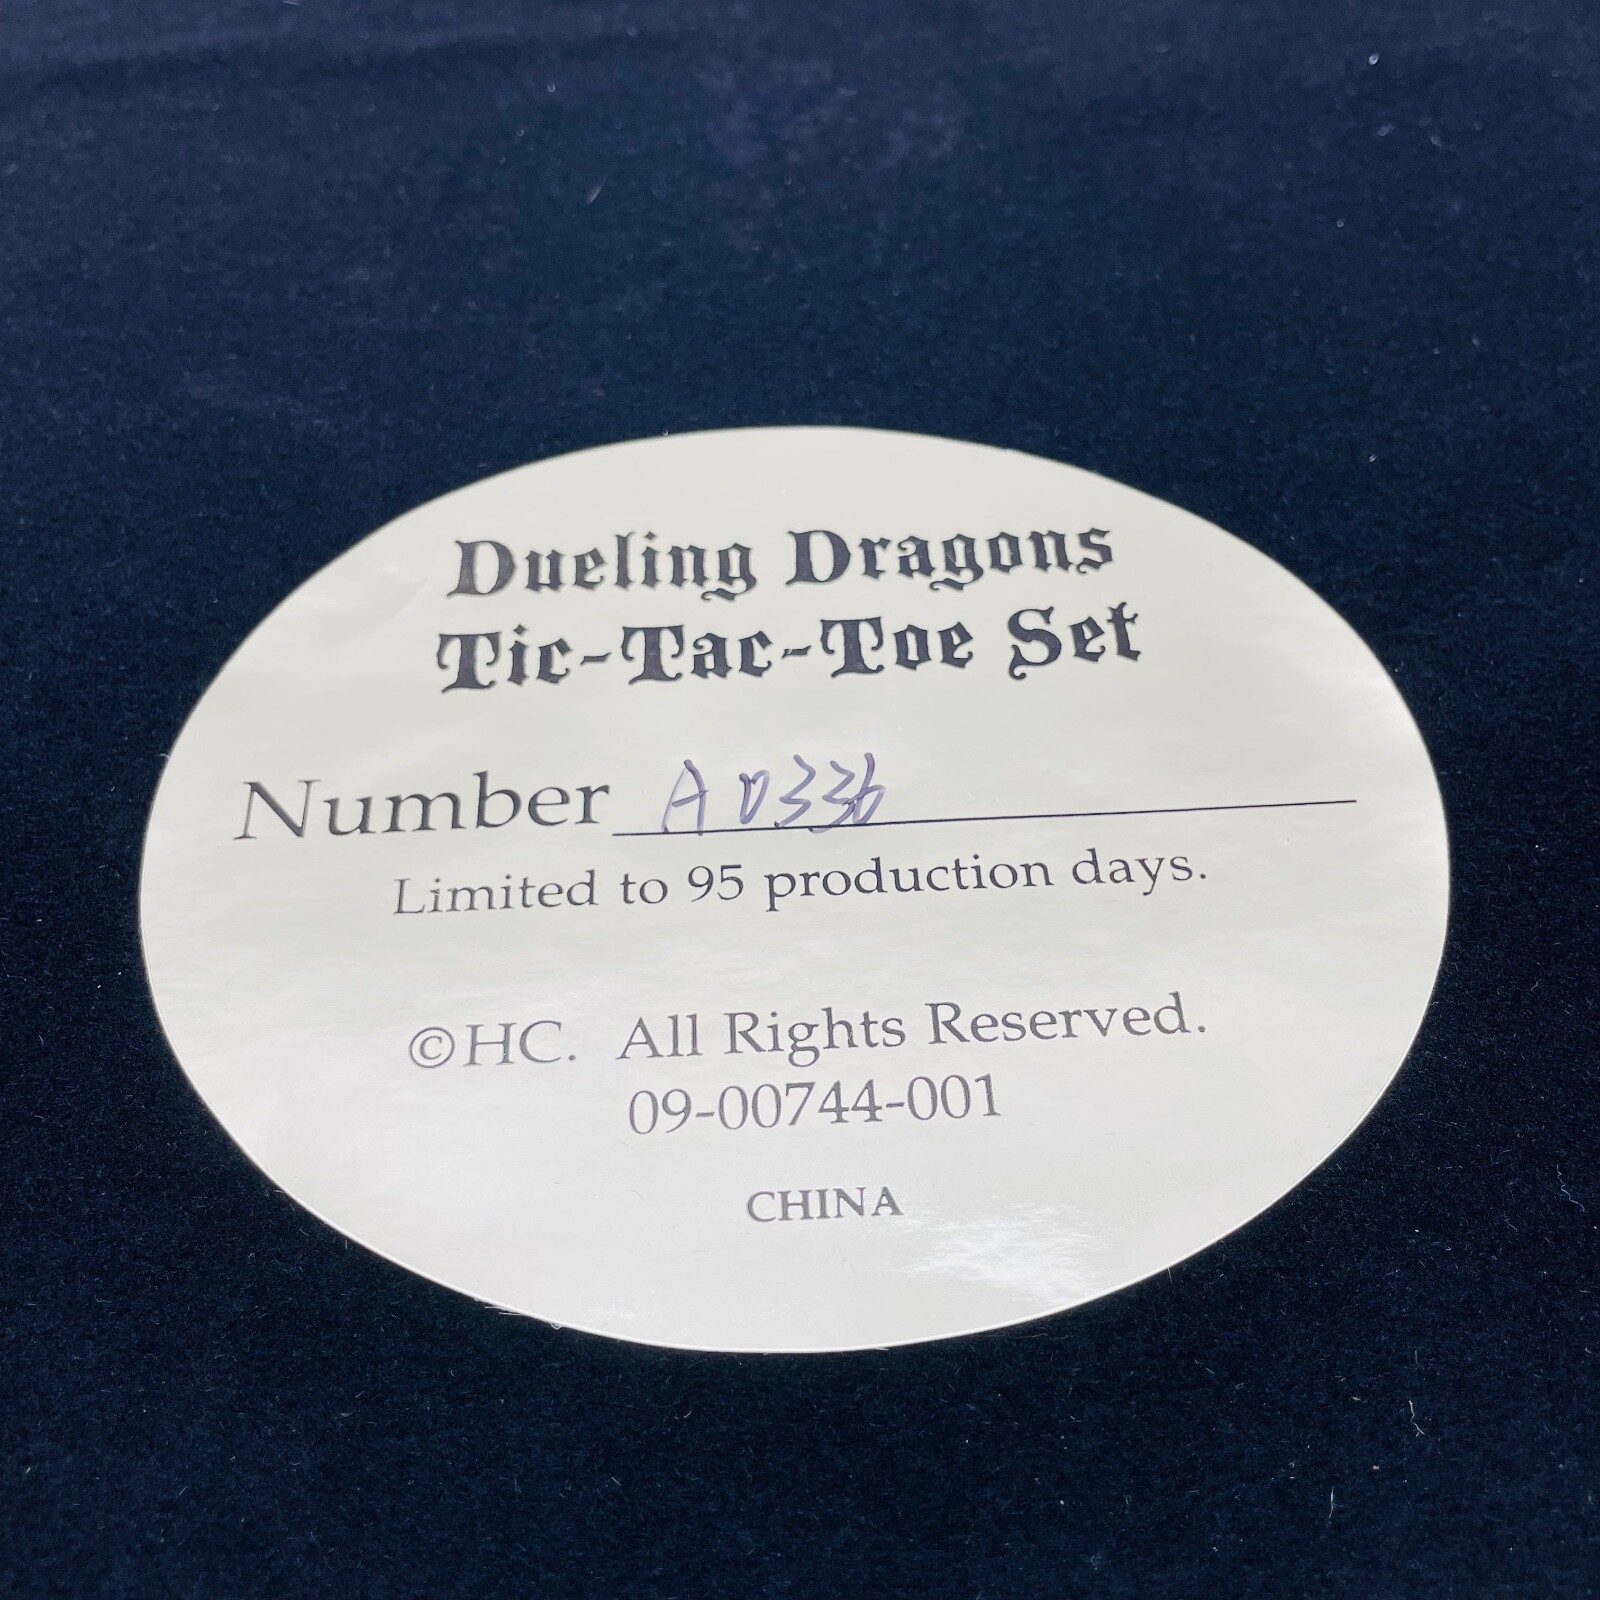 Dueling Dragons
Tic-Tac-Toe Set
Number A0336
Limited to 95 production days.
©HC. All Rights Reserved.
09-00744-001
CHINA